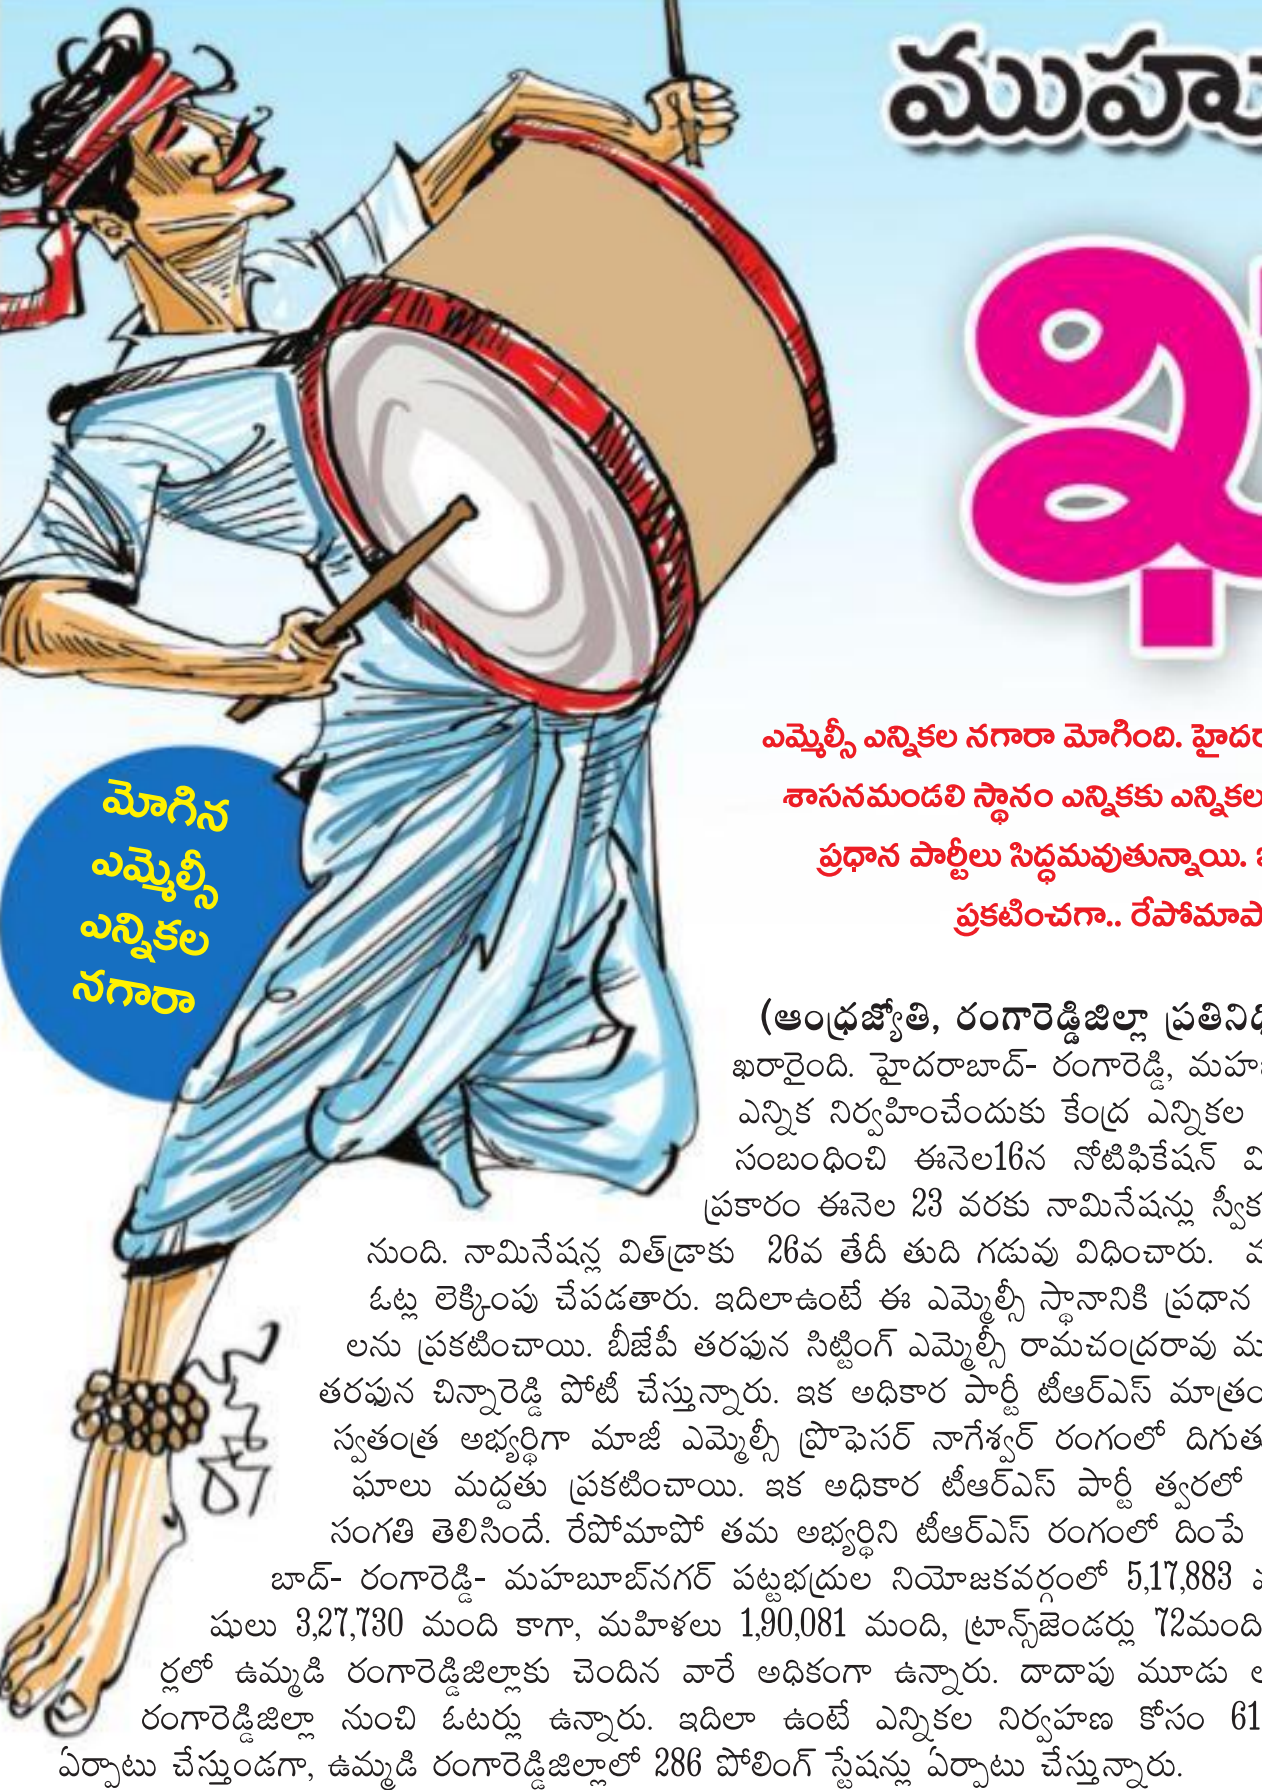 ముహూ
ఖ
మోగిన
ఎమ్మెల్సీ
ఎన్నికల
నగారా
ఎమ్మెల్సీ ఎన్నికల నగారా మోగింది. హైదరా
శాసనమండలి స్థానం ఎన్నికకు ఎన్నికల
ప్రధాన పార్టీలు సిద్ధమవుతున్నాయి.
ప్రకటించగా.. రేపోమాపో
(ఆంధ్రజ్యోతి, రంగారెడ్డిజిల్లా ప్రతినిధి
ఖరారైంది. హైదరాబాద్- రంగారెడ్డి, మహబ
ఎన్నిక నిర్వహించేందుకు కేంద్ర ఎన్నికల
సంబంధించి ఈనెల16న నోటిఫికేషన్ వి
ప్రకారం ఈనెల 23 వరకు నామినేషన్లు స్వీక
నుంది. నామినేషన్ల విత్‌డ్రాకు 26వ తేదీ తుది గడువు విధించారు.
ఓట్ల లెక్కింపు చేపడతారు. ఇదిలాఉంటే ఈ ఎమ్మెల్సీ స్థానానికి ప్రధాన
లను ప్రకటించాయి. బీజేపీ తరఫున సిట్టింగ్ ఎమ్మెల్సీ రామచంద్రరావు మ
తరఫున చిన్నారెడ్డి పోటీ చేస్తున్నారు. ఇక అధికార పార్టీ టీఆర్ఎస్ మాత్రం
స్వతంత్ర అభ్యర్థిగా మాజీ ఎమ్మెల్సీ ప్రొఫెసర్ నాగేశ్వర్ రంగంలో దిగుత
ఘాలు మద్దతు ప్రకటించాయి. ఇక అధికార టీఆర్ఎస్ పార్టీ త్వరలో
సంగతి తెలిసిందే. రేపోమాపో తమ అభ్యర్థిని టీఆర్ఎస్ రంగంలో దింపే
బాద్- రంగారెడ్డి- మహబూబ్‌నగర్ పట్టభద్రుల నియోజకవర్గంలో 5,17,883
షులు 3,27,730 మంది కాగా, మహిళలు 1,90,081 మంది, ట్రాన్స్‌జెండర్లు 72మంది
ర్లలో ఉమ్మడి రంగారెడ్డిజిల్లాకు చెందిన వారే అధికంగా ఉన్నారు. దాదాపు మూడు ల
రంగారెడ్డిజిల్లా నుంచి ఓటర్లు ఉన్నారు. ఇదిలా ఉంటే ఎన్నికల నిర్వహణ కోసం 61
ఏర్పాటు చేస్తుండగా, ఉమ్మడి రంగారెడ్డిజిల్లాలో 286 పోలింగ్ స్టేషన్లు ఏర్పాటు చేస్తున్నారు.